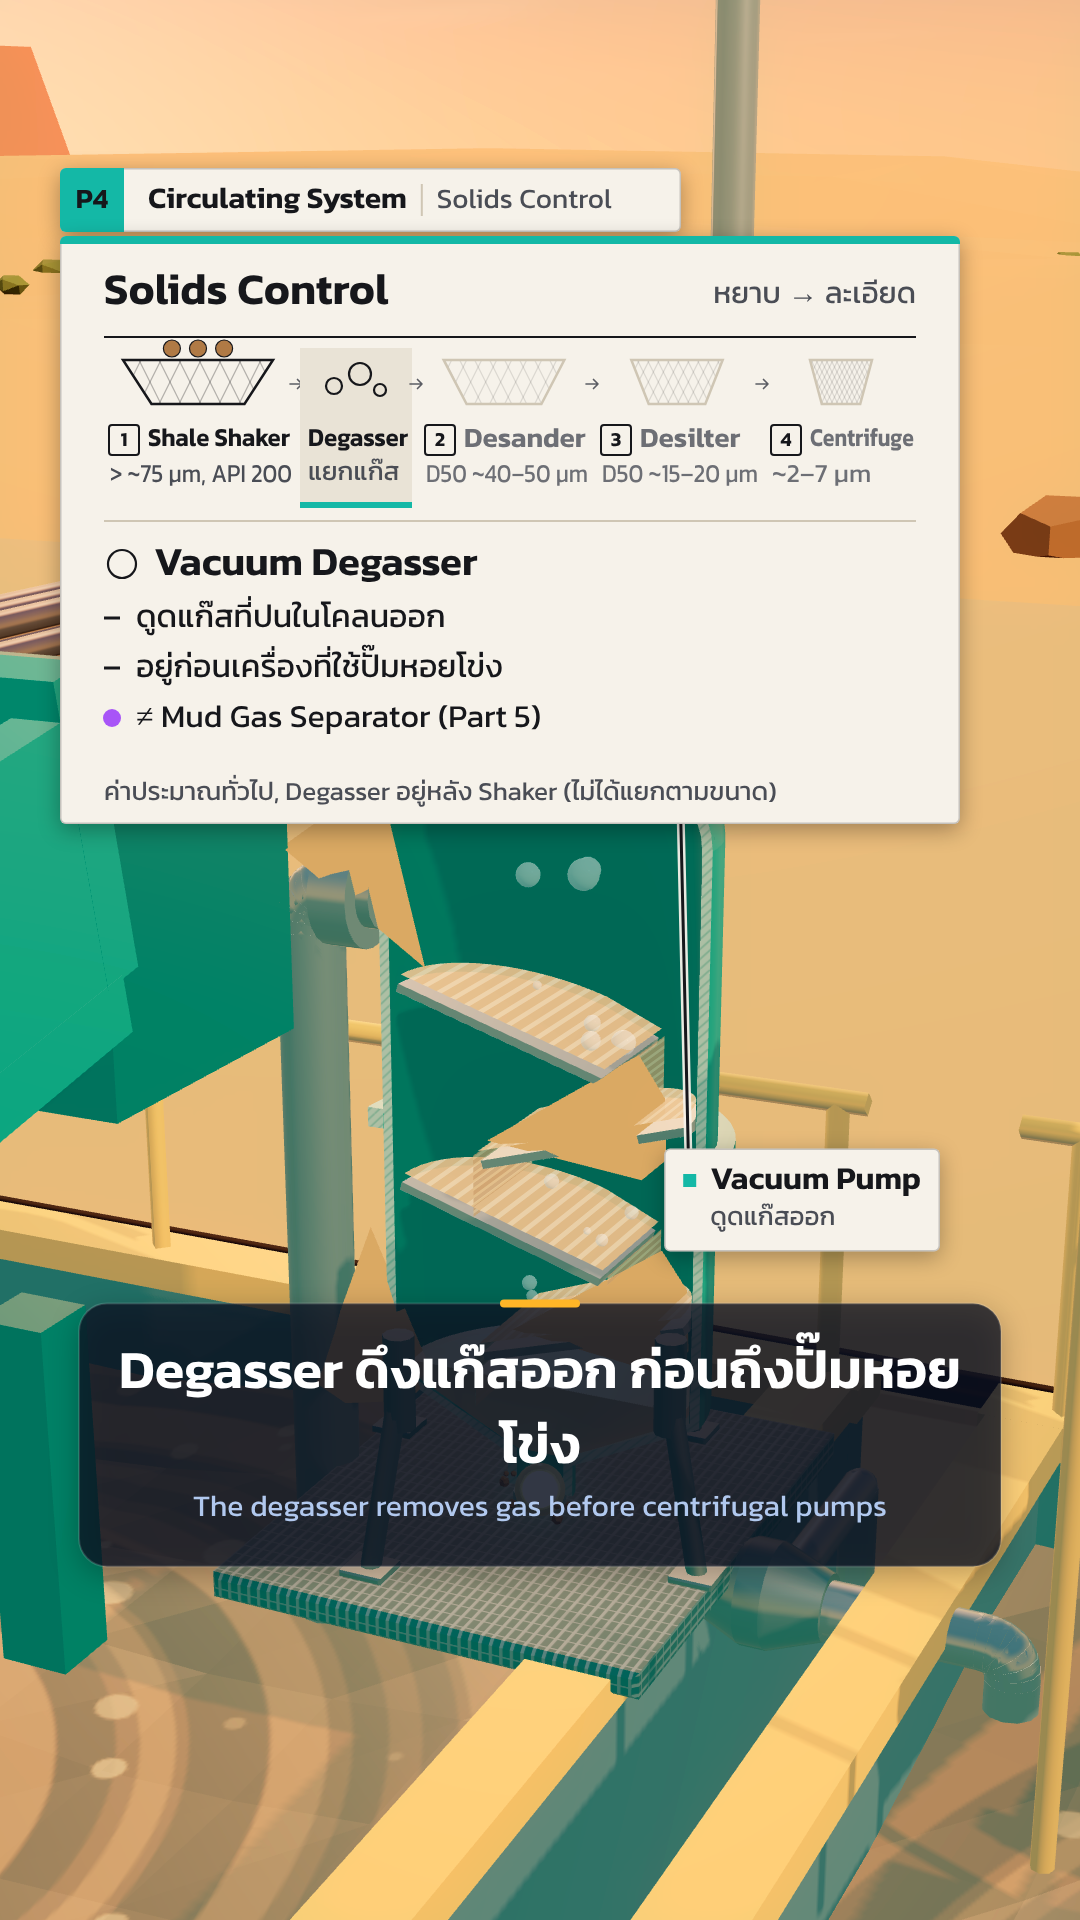 P4 Circulating System | Solids Control
Solids Control
หยาบ → ละเอียด
→ → → →
1 Shale Shaker
> ~75 µm, API 200
Degasser
แยกแก๊ส
2 Desander
D50 ~40–50 µm
3 Desilter
D50 ~15–20 µm
4 Centrifuge
~2–7 µm
Vacuum Degasser
– ดูดแก๊สที่ปนในโคลนออก
– อยู่ก่อนเครื่องที่ใช้ปั๊มหอยโข่ง
≠ Mud Gas Separator (Part 5)
ค่าประมาณทั่วไป, Degasser อยู่หลัง Shaker (ไม่ได้แยกตามขนาด)
Vacuum Pump
ดูดแก๊สออก
Degasser ดึงแก๊สออก ก่อนถึงปั๊มหอย
โข่ง
The degasser removes gas before centrifugal pumps